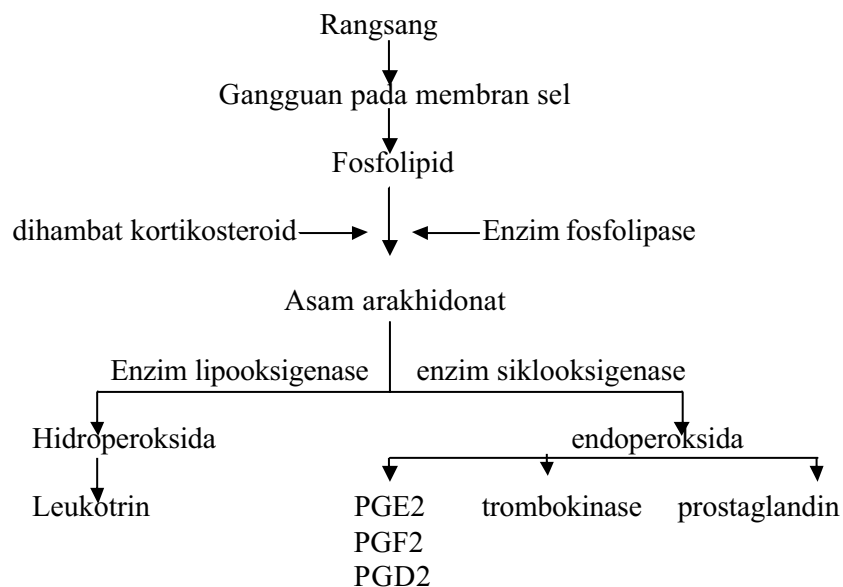 Rangsang
Gangguan pada membran sel
Fosfolipid
dihambat kortikosteroid Enzim fosfolipase
Asam arakhidonat
Enzim lipooksigenase enzim siklooksigenase
Hidroperoksida endoperoksida
Leukotrin PGE2 trombokinase prostaglandin
PGF2
PGD2